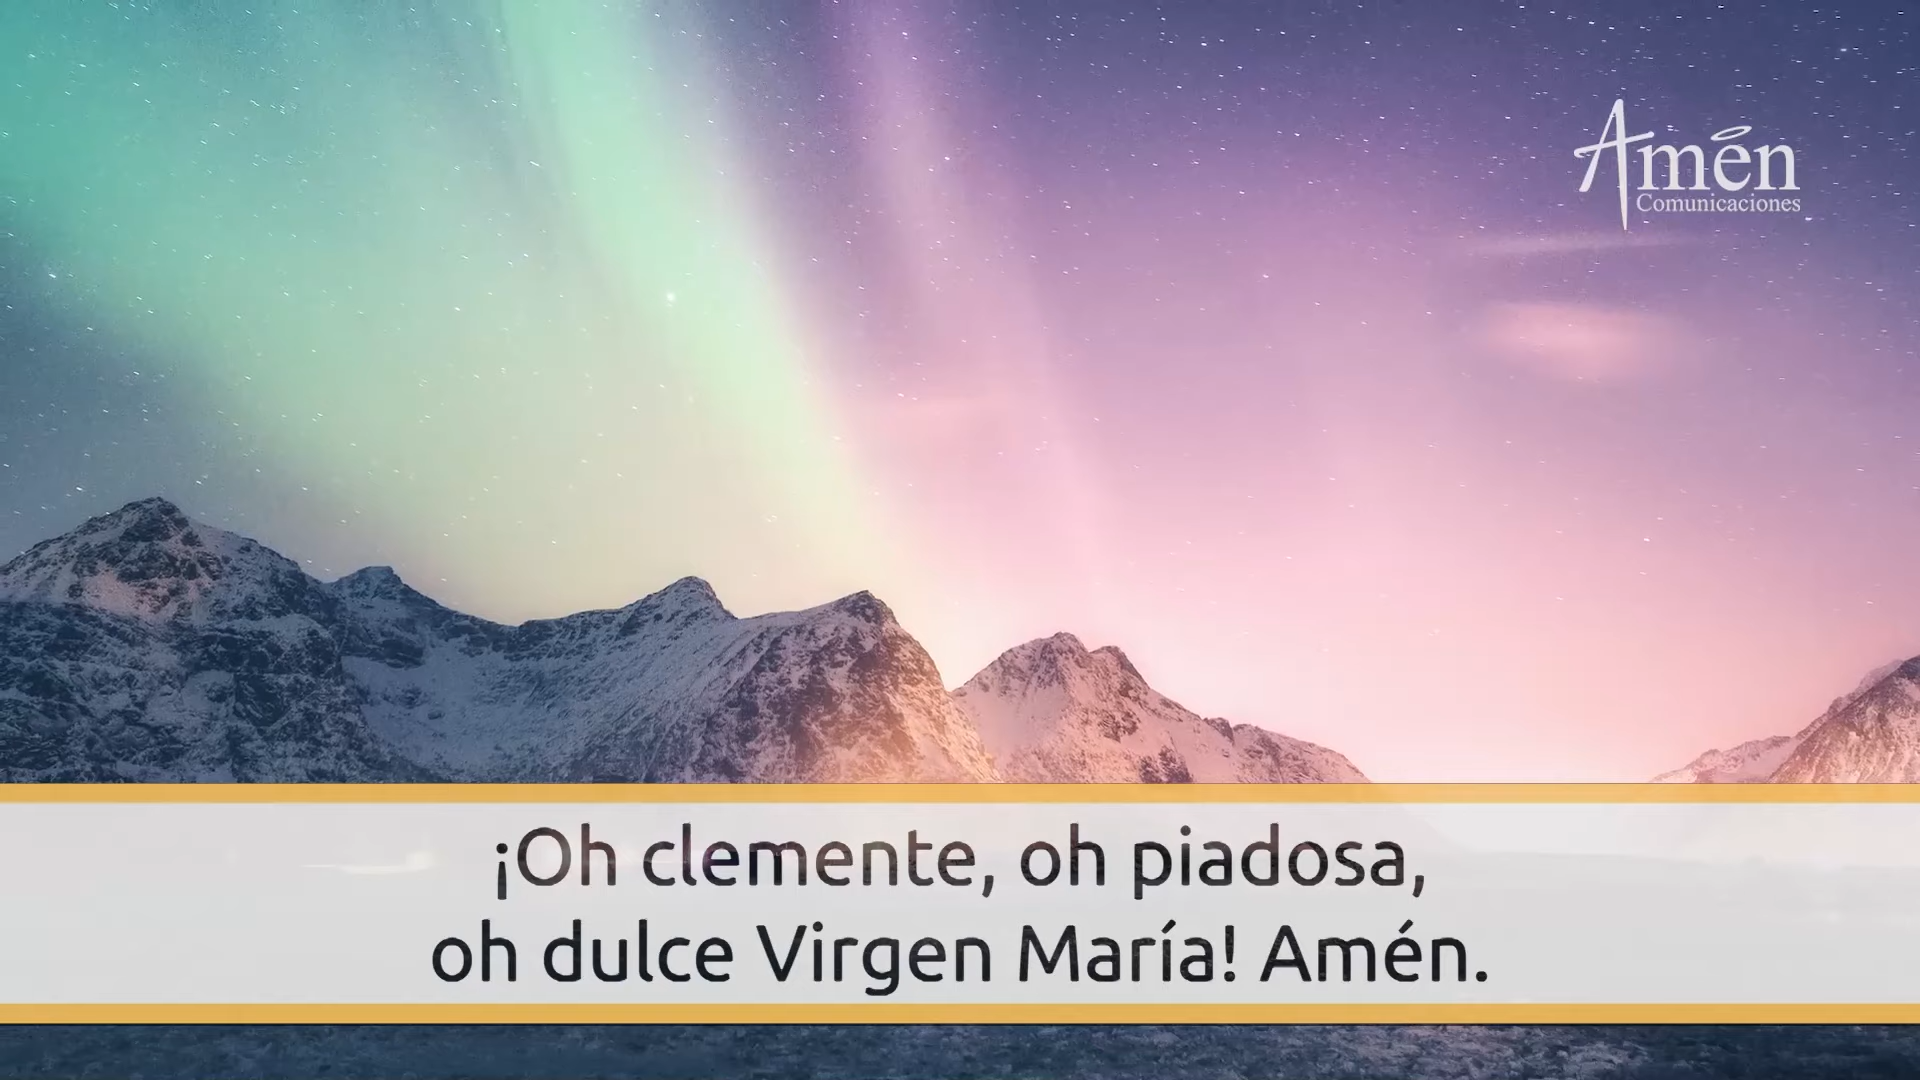 Amén
Comunicaciones
¡Oh clemente, oh piadosa,
oh dulce Virgen María! Amén.